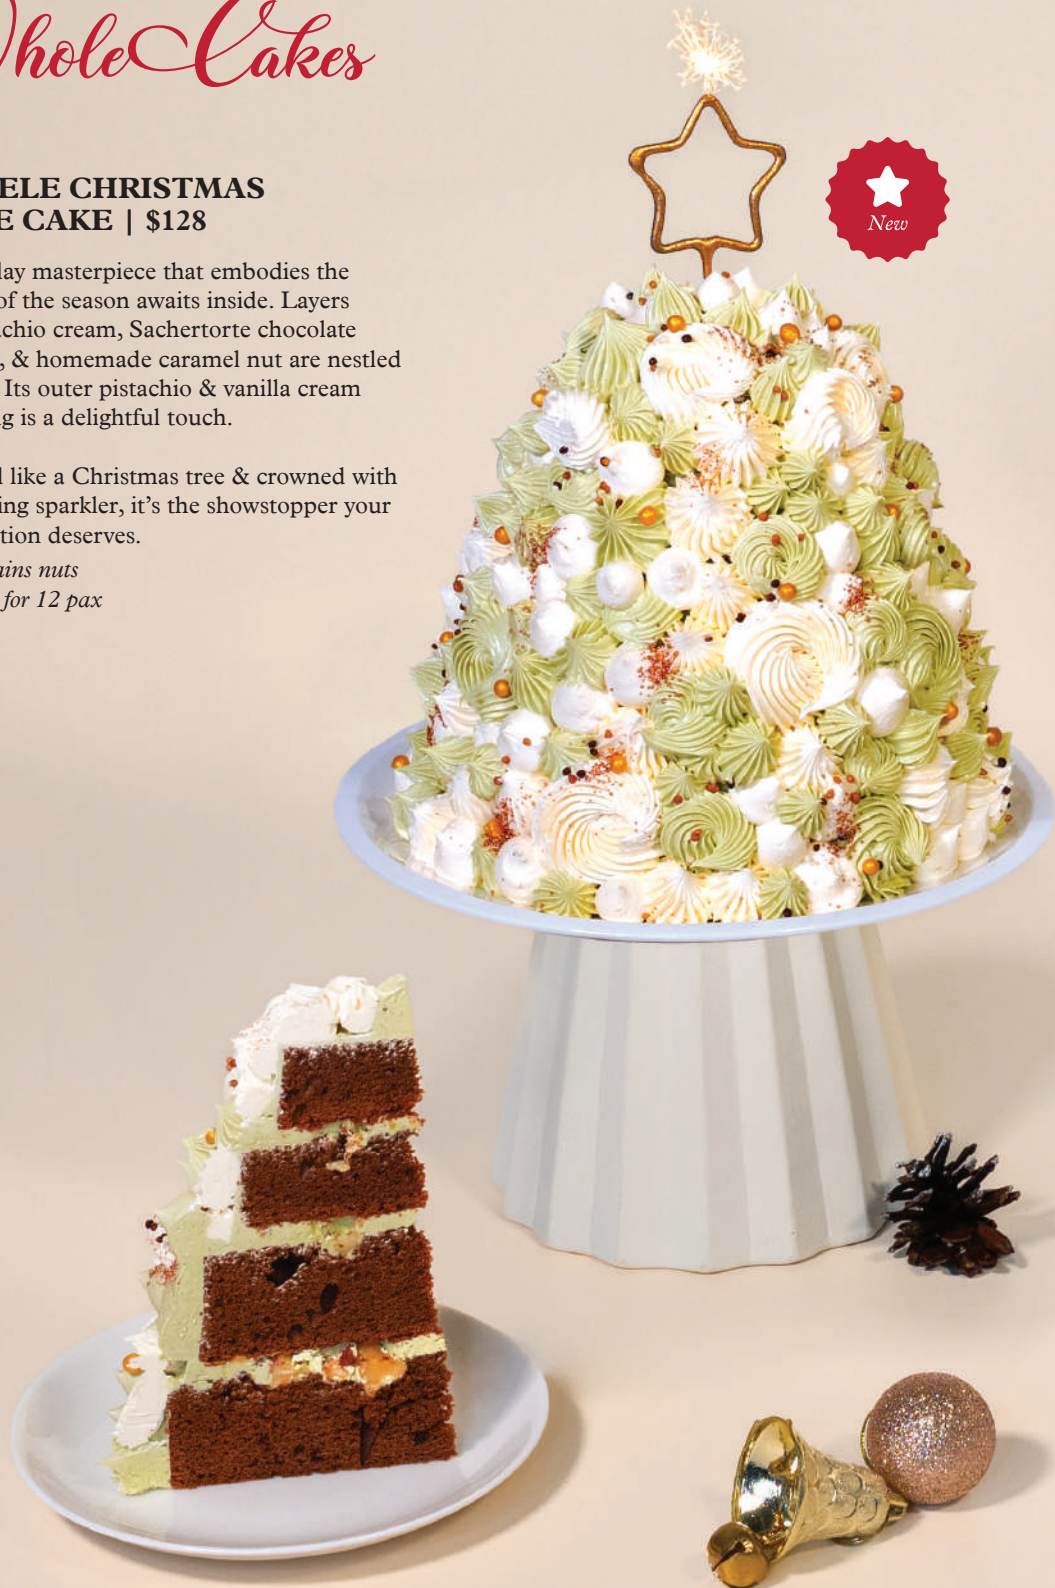 Whole Cakes
ELE CHRISTMAS
E CAKE | $128
lay masterpiece that embodies the
of the season awaits inside. Layers
chio cream, Sachertorte chocolate
, & homemade caramel nut are nestled
Its outer pistachio & vanilla cream
g is a delightful touch.
l like a Christmas tree & crowned with
ing sparkler, it's the showstopper your
tion deserves.
ains nuts
for 12 pax
New